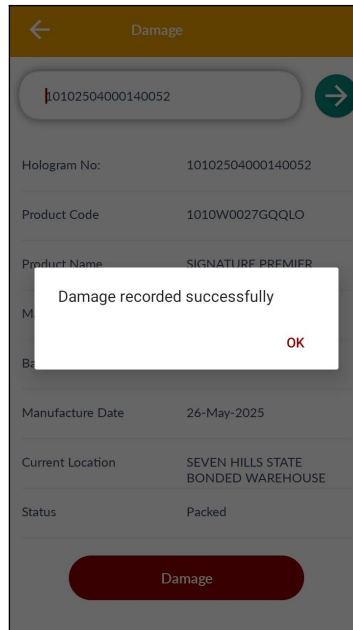 Damage
10102504000140052
Hologram No: 10102504000140052
Product Code 1010W0027GQQLO
Product Name SIGNATURE PREMIER
Damage recorded successfully
OK
Manufacture Date 26-May-2025
Current Location SEVEN HILLS STATE
BONDED WAREHOUSE
Status Packed
Damage